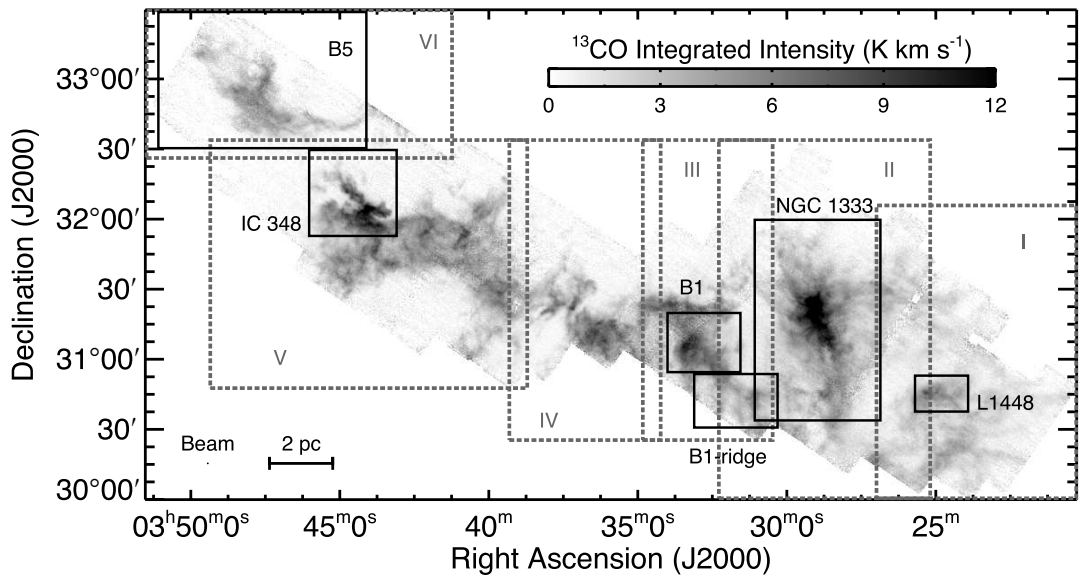 B5
VI
¹³CO Integrated Intensity (K km s⁻¹)
0 3 6 9 12
33°00′
30′
III
II
NGC 1333
IC 348
32°00′
I
30′
B1
31°00′
V
L1448
IV
30′
Beam
2 pc
B1-ridge
30°00′
03ʰ50ᵐ0ˢ 45ᵐ0ˢ 40ᵐ 35ᵐ0ˢ 30ᵐ0ˢ 25ᵐ
Right Ascension (J2000)
Declination (J2000)